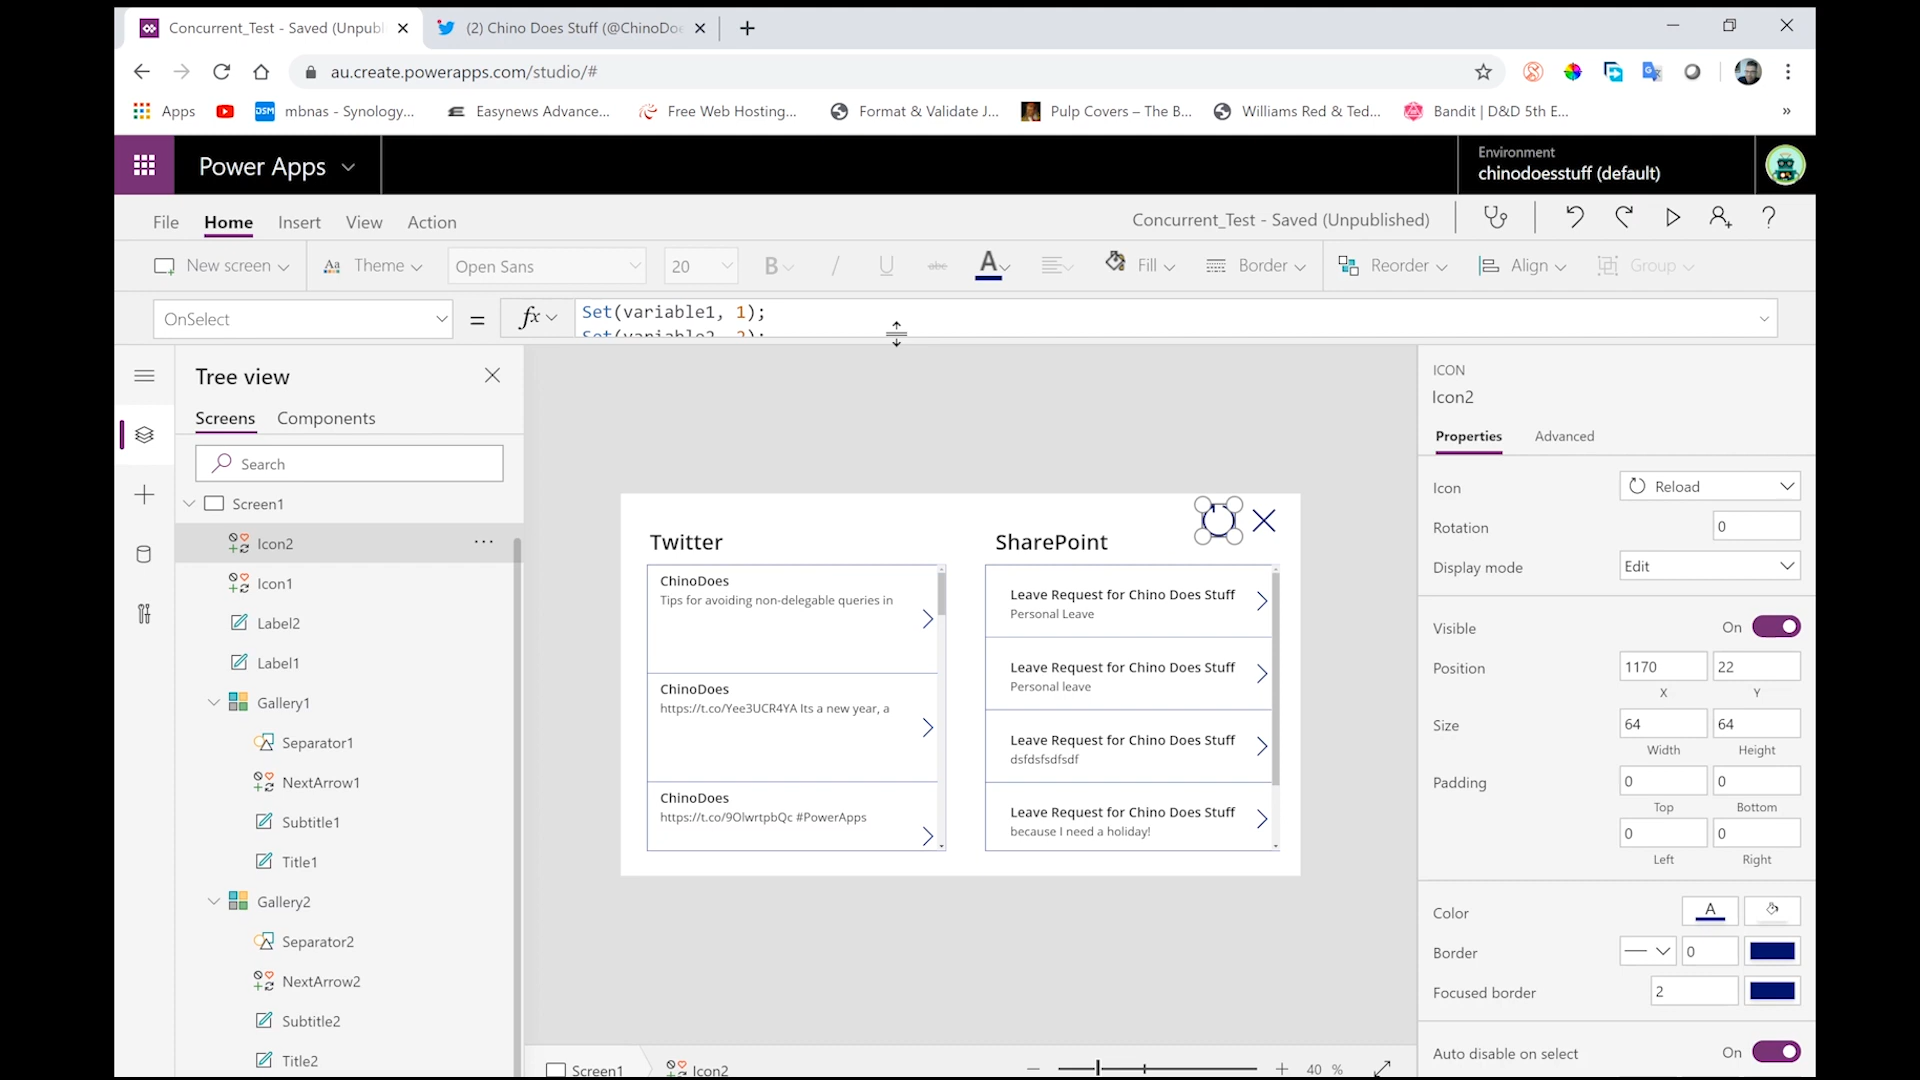 Concurrent_Test - Saved (Unpubl
(2) Chino Does Stuff (@ChinoDoe
au.create.powerapps.com/studio/#
Apps
DSM
mbnas - Synology...
Easynews Advance...
Free Web Hosting...
Format & Validate J...
Pulp Covers – The B...
Williams Red & Ted...
Bandit | D&D 5th E...
»
Power Apps
Environment
chinodoesstuff (default)
File
Home
Insert
View
Action
Concurrent_Test - Saved (Unpublished)
?
New screen
Theme
Open Sans
20
B
/
U
abc
A
Fill
Border
Reorder
Align
Group
OnSelect
=
fx
Set(variable1, 1);
Set(variable2, 2);
Tree view
Screens
Components
Search
Screen1
Icon2
...
Icon1
Label2
Label1
Gallery1
Separator1
NextArrow1
Subtitle1
Title1
Gallery2
Separator2
NextArrow2
Subtitle2
Title2
Twitter
ChinoDoes
Tips for avoiding non-delegable queries in
ChinoDoes
https://t.co/Yee3UCR4YA Its a new year, a
ChinoDoes
https://t.co/9OlwrtpbQc #PowerApps
SharePoint
Leave Request for Chino Does Stuff
Personal Leave
Leave Request for Chino Does Stuff
Personal leave
Leave Request for Chino Does Stuff
dsfdsfsdfsdf
Leave Request for Chino Does Stuff
because I need a holiday!
Screen1
Icon2
40 %
ICON
Icon2
Properties
Advanced
Icon
Reload
Rotation
0
Display mode
Edit
Visible
On
Position
1170
22
X
Y
Size
64
64
Width
Height
Padding
0
0
Top
Bottom
0
0
Left
Right
Color
A
Border
0
Focused border
2
Auto disable on select
On